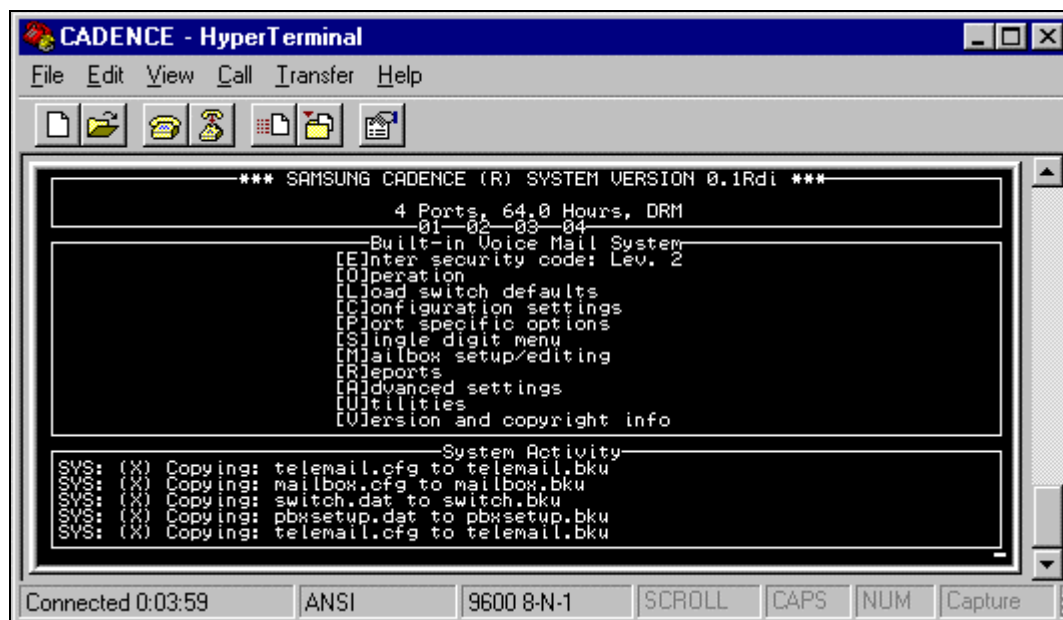 CADENCE - HyperTerminal
File Edit View Call Transfer Help
*** SAMSUNG CADENCE (R) SYSTEM VERSION 0.1Rdi ***
4 Ports, 64.0 Hours, DRM
01—02—03—04
Built-in Voice Mail System
[E]nter security code: Lev. 2
[O]peration
[L]oad switch defaults
[C]onfiguration settings
[P]ort specific options
[S]ingle digit menu
[M]ailbox setup/editing
[R]eports
[A]dvanced settings
[U]tilities
[V]ersion and copyright info
System Activity
SYS: (X) Copying: telemail.cfg to telemail.bku
SYS: (X) Copying: mailbox.cfg to mailbox.bku
SYS: (X) Copying: switch.dat to switch.bku
SYS: (X) Copying: pbxsetup.dat to pbxsetup.bku
SYS: (X) Copying: telemail.cfg to telemail.bku
Connected 0:03:59 ANSI 9600 8-N-1 SCROLL CAPS NUM Capture